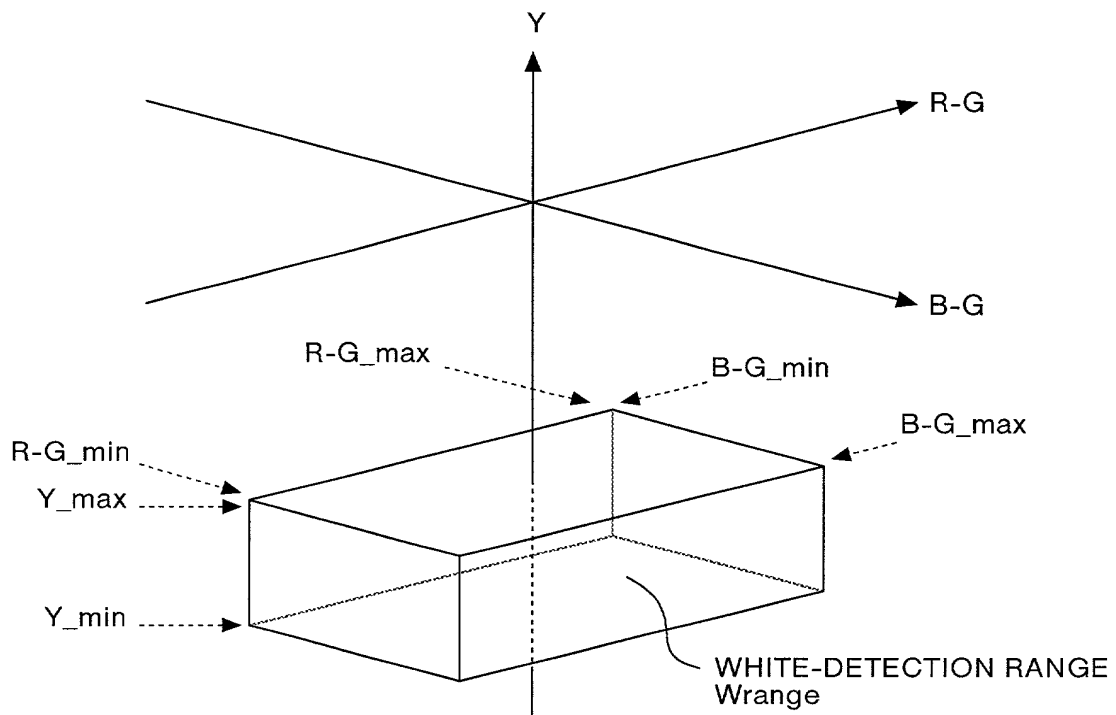 Y
R-G
B-G
R-G_max
B-G_min
B-G_max
R-G_min
Y_max
Y_min
WHITE-DETECTION RANGE
Wrange